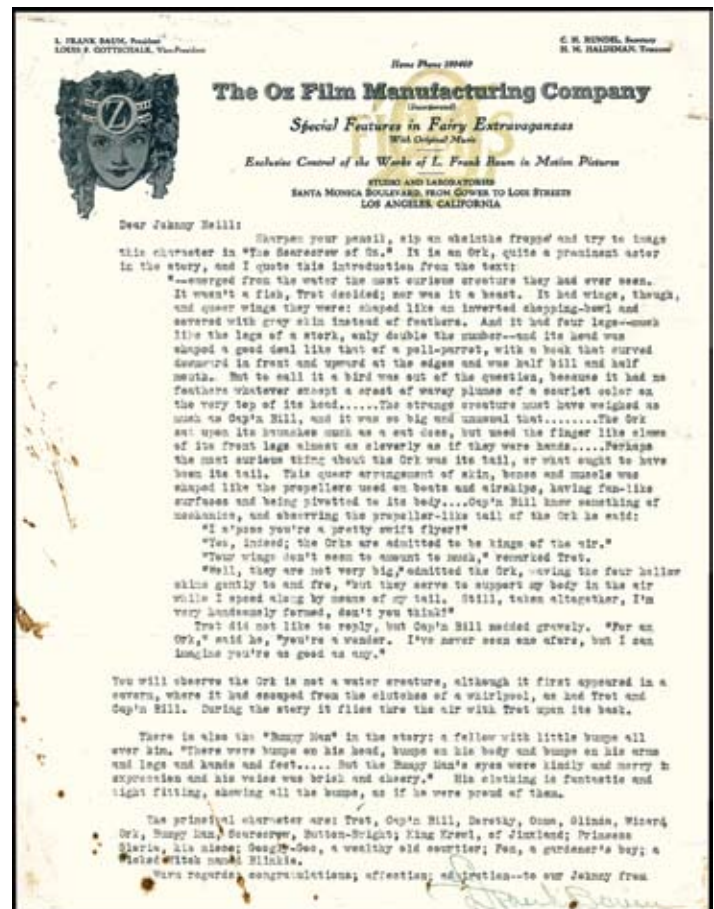 L. FRANK BAUM, President
LOUIS F. GOTTSCHALK, Vice-President
C. H. RUNDEL, Secretary
H. M. HALDEMAN, Treasurer
Home Phone
The Oz Film Manufacturing Company
(Incorporated)
Special Features in Fairy Extravaganzas
With Original Music
Exclusive Control of the Works of L. Frank Baum in Motion Pictures
STUDIO AND LABORATORIES
SANTA MONICA BOULEVARD, FROM GOWER TO LOIS STREETS
LOS ANGELES, CALIFORNIA
OZ
Dear Johnny Neill:
Sharpen your pencil, sip an absinthe frappé and try to image
this character in "The Scarecrow of Oz." It is an Ork, quite a prominent actor
in the story, and I quote this introduction from the text:
"--emerged from the water the most curious creature they had ever seen.
It wasn't a fish, Trot decided; nor was it a beast. It had wings, though,
and queer wings they were: shaped like an inverted chopping-bowl and
covered with gray skin instead of feathers. And it had four legs--much
like the legs of a stork, only double the number--and its head was
shaped a good deal like that of a poll-parrot, with a beak that curved
downward in front and upward at the edges and was half bill and half
mouth. But to call it a bird was out of the question, because it had no
feathers whatever except a crest of wavey plumes of a scarlet color on
the very top of its head......The strange creature must have weighed as
much as Cap'n Bill, and it was so big and unusual that........The Ork
sat upon its haunches much as a cat does, but used the finger like claws
of its front legs almost as cleverly as if they were hands.....Perhaps
the most curious thing about the Ork was its tail, or what ought to have
been its tail. This queer arrangement of skin, bones and muscle was
shaped like the propellers used on boats and airships, having fan-like
surfaces and being pivotted to its body....Cap'n Bill knew something of
mechanics, and observing the propeller-like tail of the Ork he said:
"I s'pose you're a pretty swift flyer?"
"Yes, indeed; the Orks are admitted to be kings of the air."
"Your wings don't seem to amount to much," remarked Trot.
"Well, they are not very big," admitted the Ork, waving the four hollow
skins gently to and fro, "but they serve to support my body in the air
while I speed along by means of my tail. Still, taken altogether, I'm
very handsomely formed, don't you think?"
Trot did not like to reply, but Cap'n Bill nodded gravely. "For an
Ork," said he, "you're a wonder. I've never seen one afore, but I can
imagine you're as good as any."
You will observe the Ork is not a water creature, although it first appeared in a
cavern, where it had escaped from the clutches of a whirlpool, as had Trot and
Cap'n Bill. During the story it flies thru the air with Trot upon its back.
There is also the "Bumpy Man" in the story: a fellow with little bumps all
over him. "There were bumps on his head, bumps on his body and bumps on his arms
and legs and hands and feet..... But the Bumpy Man's eyes were kindly and merry in
expression and his voice was brisk and cheery." His clothing is fantastic and
tight fitting, showing all the bumps, as if he were proud of them.
The principal character are: Trot, Cap'n Bill, Dorothy, Ozma, Glinda, Wizard,
Ork, Bumpy Man, Scarecrow, Button-Bright; King Krewl, of Jinxland; Princess
Gloria, his niece; Googly-Goo, a wealthy old courtier; Pon, a gardener's boy; a
Wicked Witch named Blinkie.
Warm regards; congratulations; affection; admiration--to our Johnny from
L Frank Baum